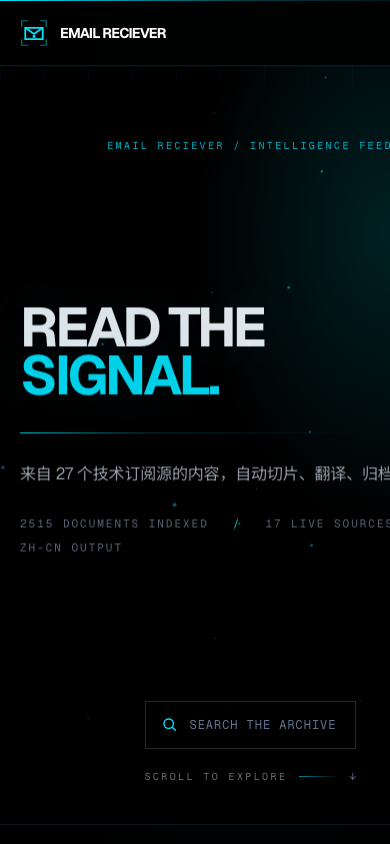 EMAIL RECIEVER
EMAIL RECIEVER / INTELLIGENCE FEED
READ THE
SIGNAL.
来自 27 个技术订阅源的内容，自动切片、翻译、归档
2515 DOCUMENTS INDEXED / 17 LIVE SOURCES
ZH-CN OUTPUT
SEARCH THE ARCHIVE
SCROLL TO EXPLORE ↓